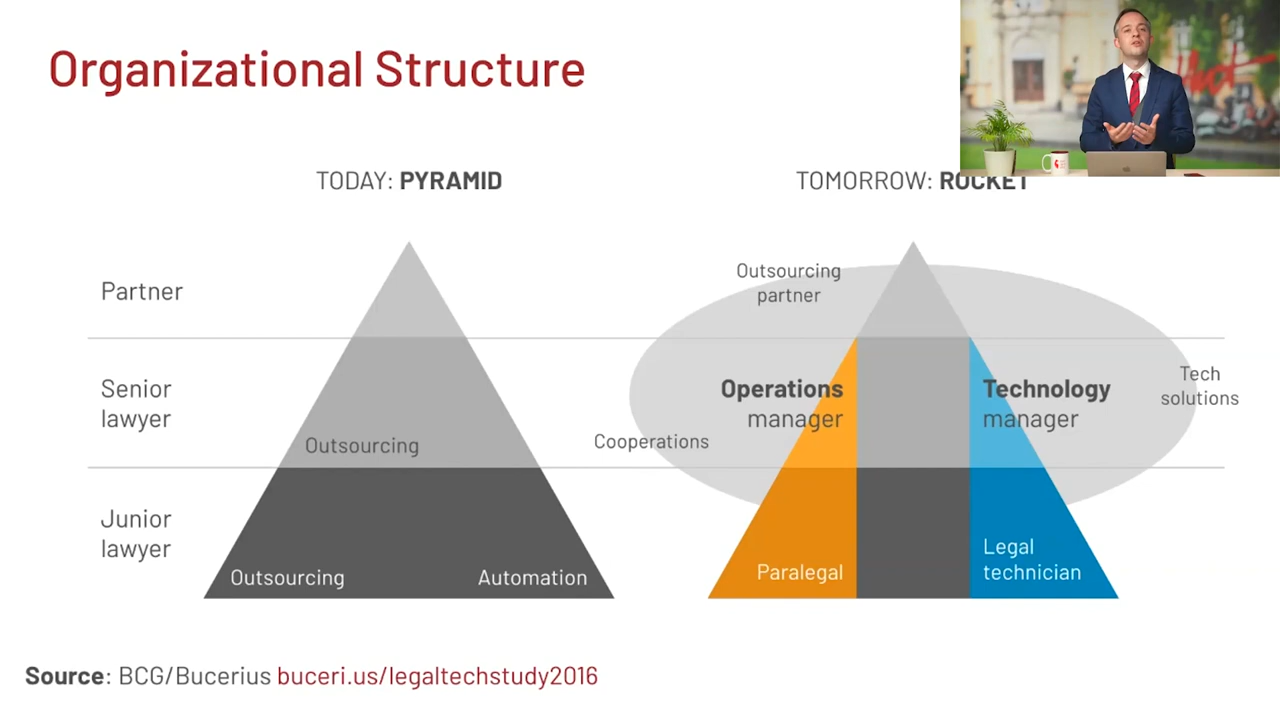 Organizational Structure
TODAY: PYRAMID
TOMORROW: ROCKET
Partner
Senior
lawyer
Junior
lawyer
Outsourcing
Outsourcing
Automation
Outsourcing
partner
Operations
manager
Technology
manager
Tech
solutions
Cooperations
Paralegal
Legal
technician
Source: BCG/Bucerius buceri.us/legaltechstudy2016